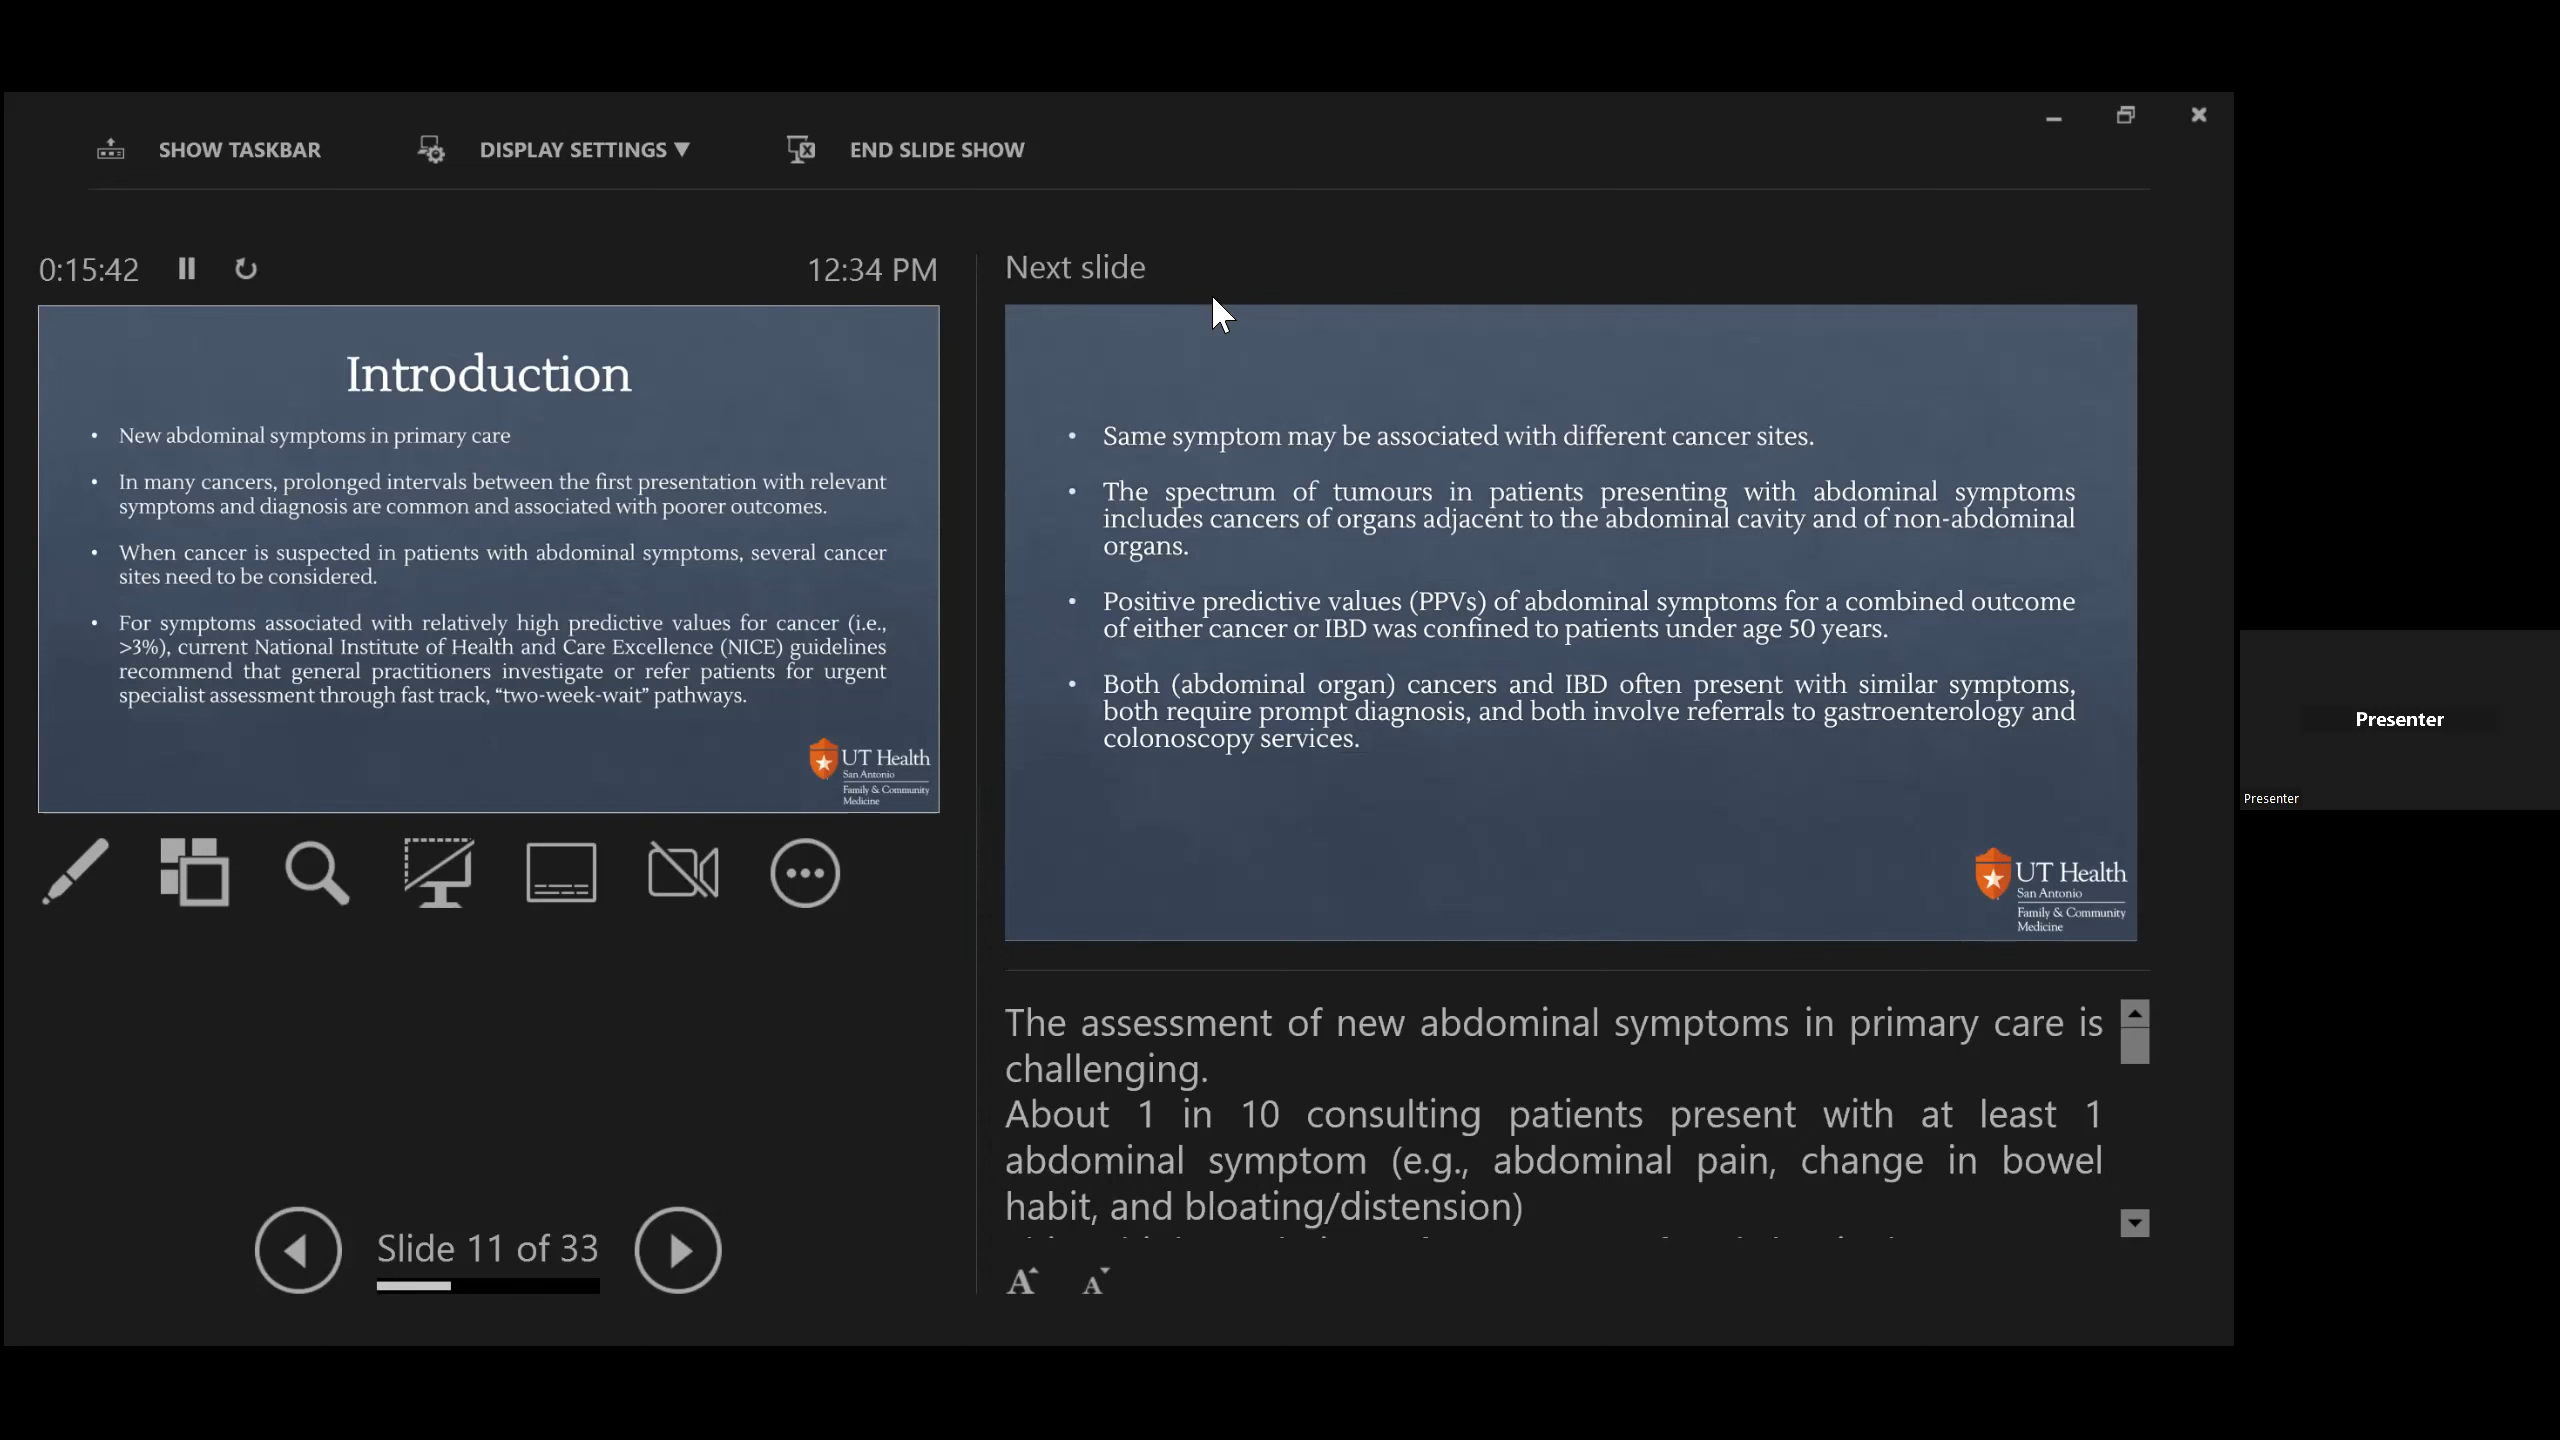 SHOW TASKBAR
DISPLAY SETTINGS ▼
END SLIDE SHOW
0:15:42
12:34 PM
Introduction
• New abdominal symptoms in primary care
• In many cancers, prolonged intervals between the first presentation with relevant
symptoms and diagnosis are common and associated with poorer outcomes.
• When cancer is suspected in patients with abdominal symptoms, several cancer
sites need to be considered.
• For symptoms associated with relatively high predictive values for cancer (i.e.,
>3%), current National Institute of Health and Care Excellence (NICE) guidelines
recommend that general practitioners investigate or refer patients for urgent
specialist assessment through fast track, “two-week-wait” pathways.
UT Health
San Antonio
Family & Community
Medicine
Slide 11 of 33
Next slide
• Same symptom may be associated with different cancer sites.
• The spectrum of tumours in patients presenting with abdominal symptoms
includes cancers of organs adjacent to the abdominal cavity and of non-abdominal
organs.
• Positive predictive values (PPVs) of abdominal symptoms for a combined outcome
of either cancer or IBD was confined to patients under age 50 years.
• Both (abdominal organ) cancers and IBD often present with similar symptoms,
both require prompt diagnosis, and both involve referrals to gastroenterology and
colonoscopy services.
UT Health
San Antonio
Family & Community
Medicine
The assessment of new abdominal symptoms in primary care is
challenging.
About 1 in 10 consulting patients present with at least 1
abdominal symptom (e.g., abdominal pain, change in bowel
habit, and bloating/distension)
A A
Presenter
Presenter